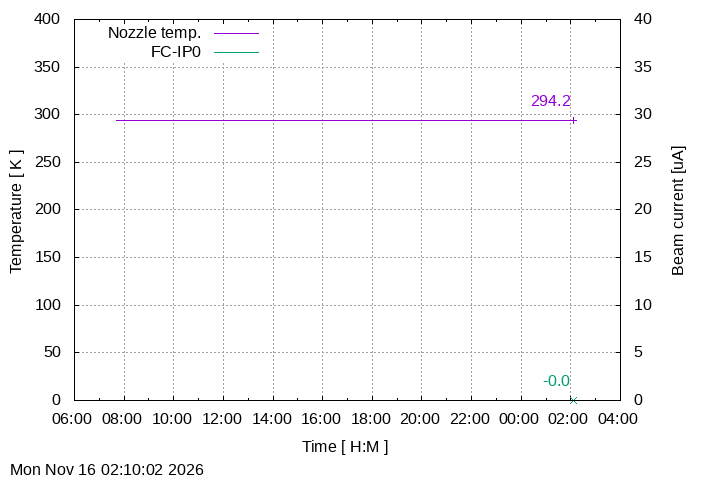 400
350
300
250
200
150
100
50
0
Temperature [ K ]
Nozzle temp.
FC-IP0
294.2
-0.0
40
35
30
25
20
15
10
5
0
Beam current [uA]
06:00 08:00 10:00 12:00 14:00 16:00 18:00 20:00 22:00 00:00 02:00 04:00
Time [ H:M ]
Mon Nov 16 02:10:02 2026